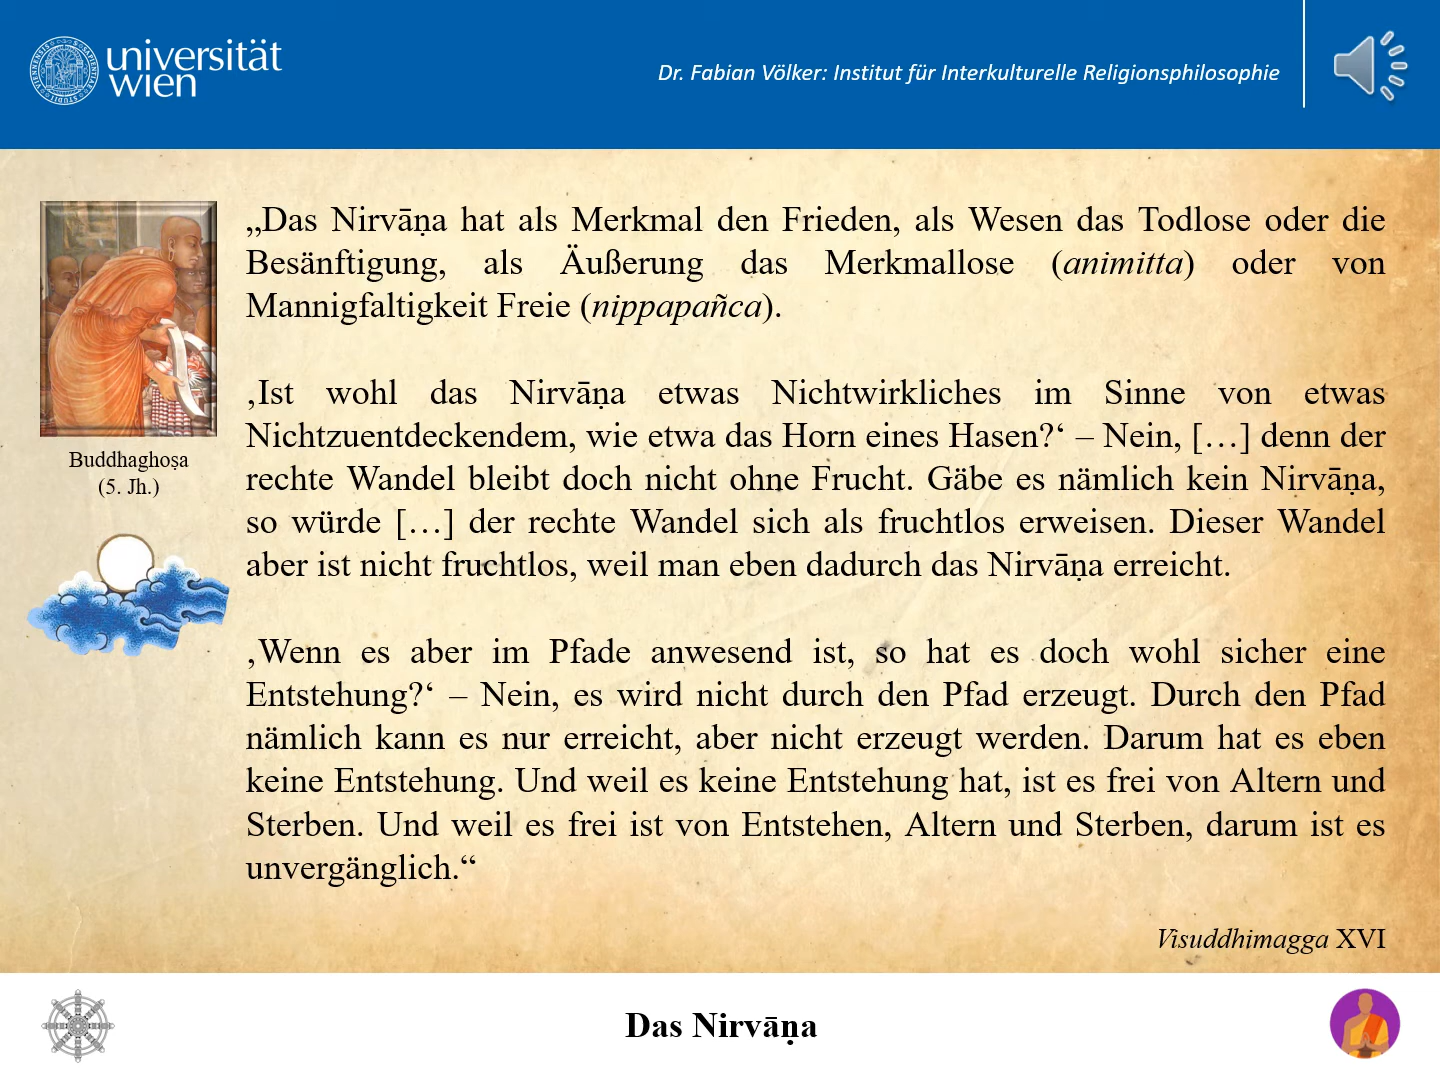 universität
wien
Dr. Fabian Völker: Institut für Interkulturelle Religionsphilosophie
„Das Nirvāṇa hat als Merkmal den Frieden, als Wesen das Todlose oder die
Besänftigung, als Äußerung das Merkmallose (animitta) oder von
Mannigfaltigkeit Freie (nippapañca).
‚Ist wohl das Nirvāṇa etwas Nichtwirkliches im Sinne von etwas
Nichtzuentdeckendem, wie etwa das Horn eines Hasen?‘ – Nein, […] denn der
rechte Wandel bleibt doch nicht ohne Frucht. Gäbe es nämlich kein Nirvāṇa,
so würde […] der rechte Wandel sich als fruchtlos erweisen. Dieser Wandel
aber ist nicht fruchtlos, weil man eben dadurch das Nirvāṇa erreicht.
‚Wenn es aber im Pfade anwesend ist, so hat es doch wohl sicher eine
Entstehung?‘ – Nein, es wird nicht durch den Pfad erzeugt. Durch den Pfad
nämlich kann es nur erreicht, aber nicht erzeugt werden. Darum hat es eben
keine Entstehung. Und weil es keine Entstehung hat, ist es frei von Altern und
Sterben. Und weil es frei ist von Entstehen, Altern und Sterben, darum ist es
unvergänglich.“
Visuddhimagga XVI
Buddhaghoṣa
(5. Jh.)
Das Nirvāṇa